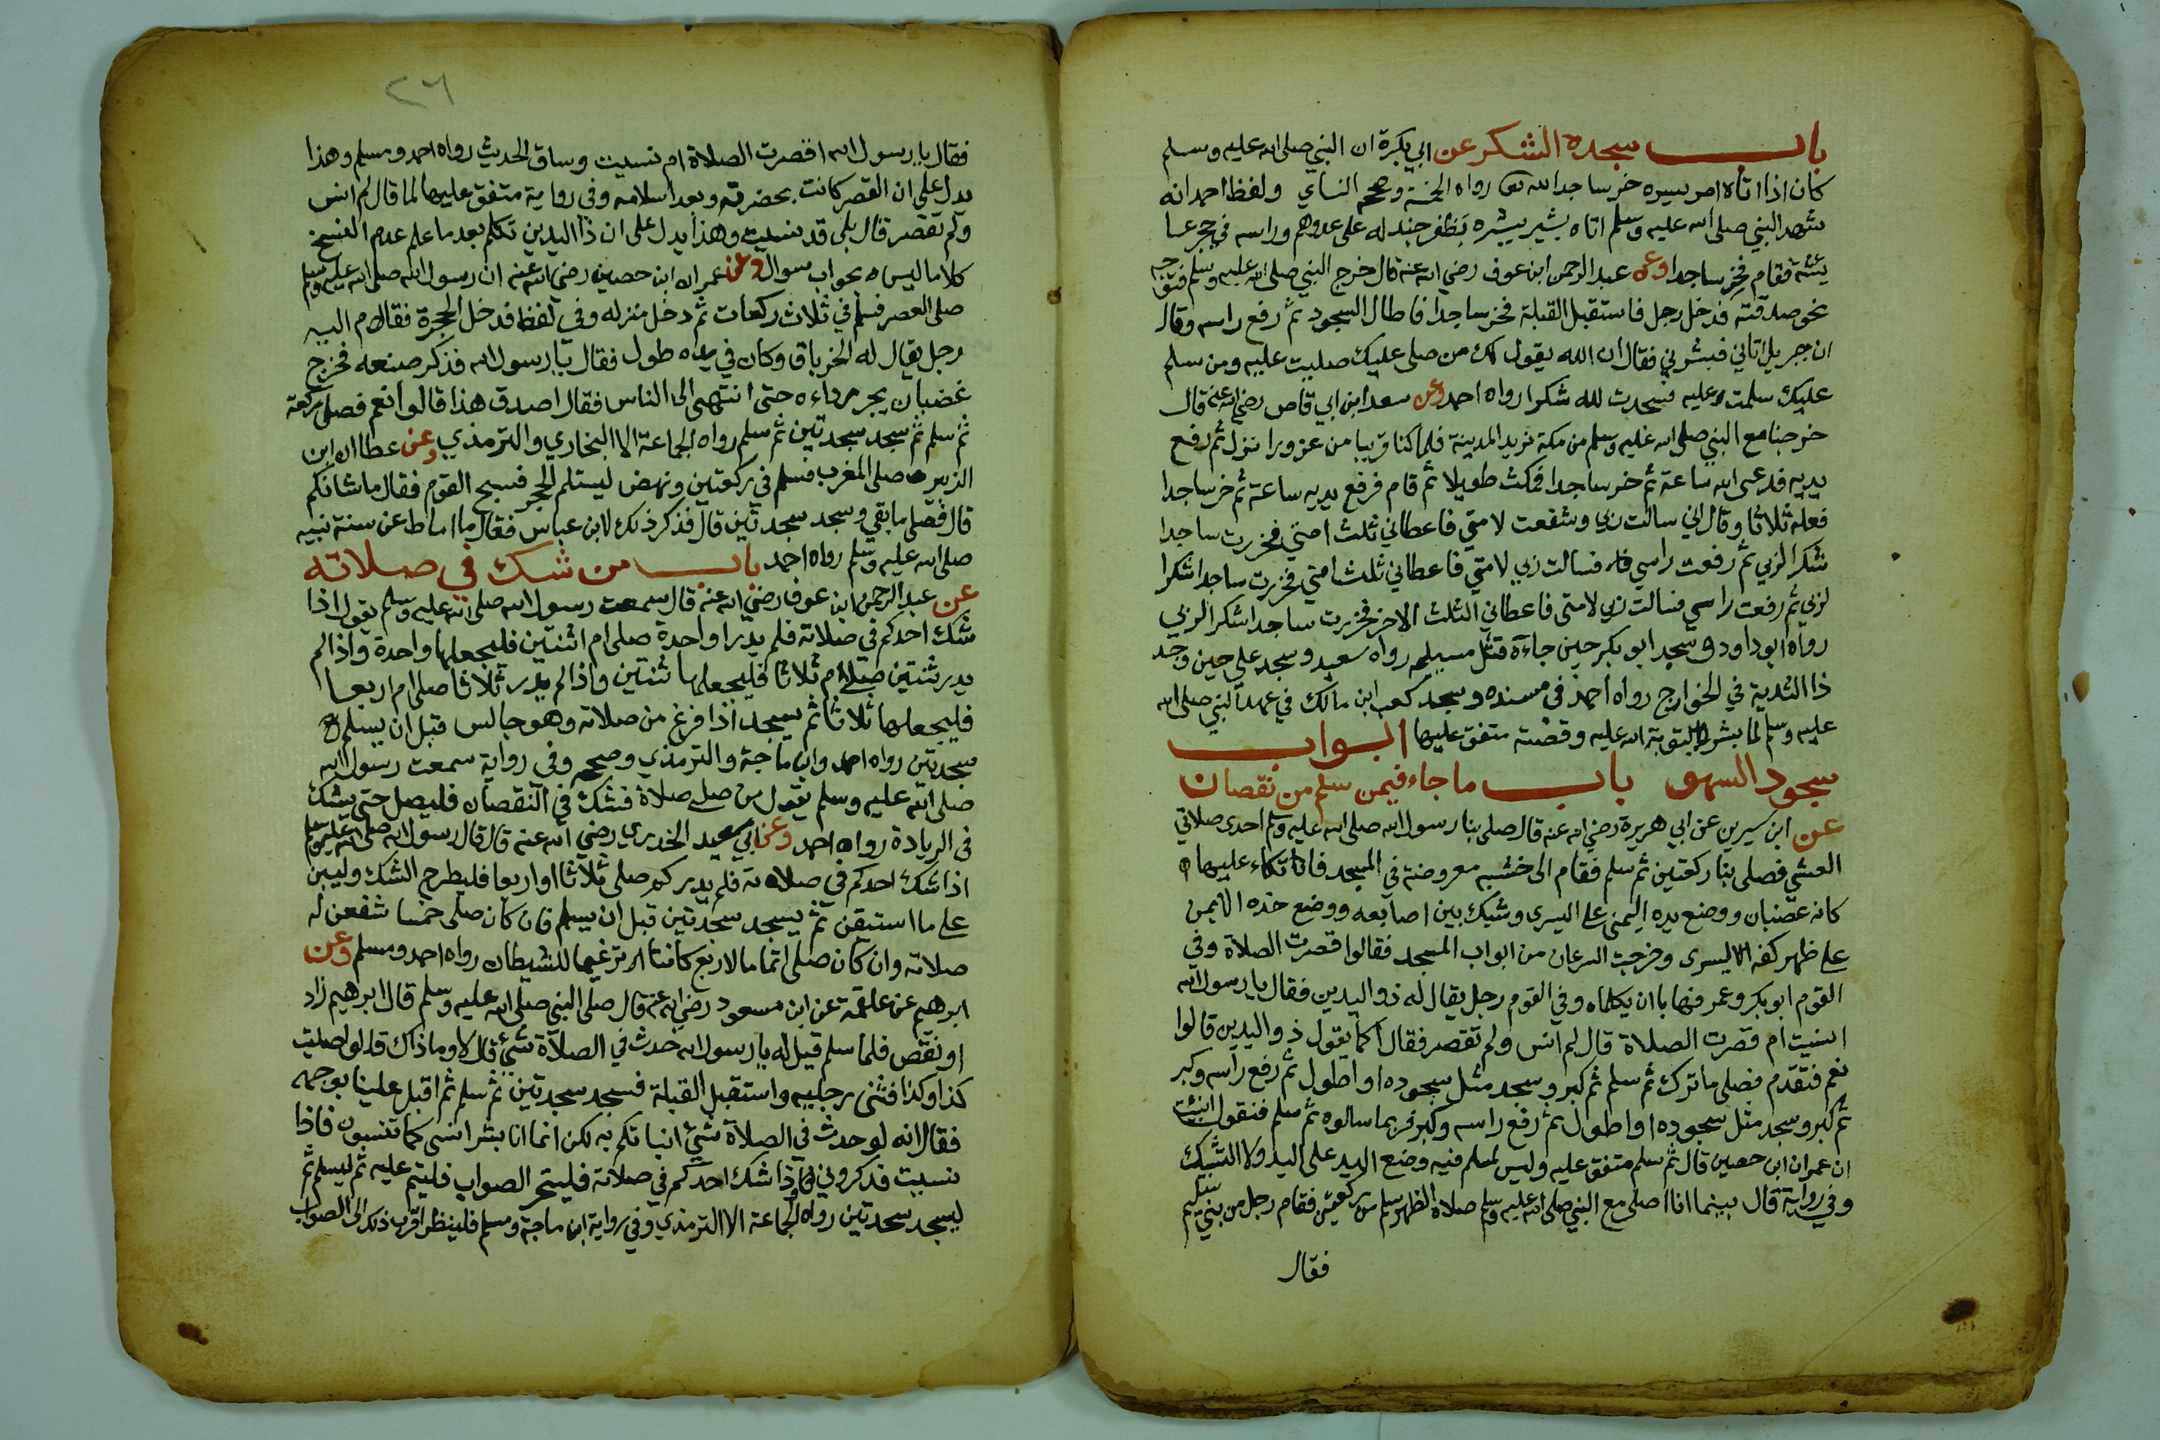 باب سجدة الشكر عن ابي بكرة ان النبي صلى الله عليه وسلم
كان اذا اتاه امر يسره خر ساجدا لله تعا رواه الخمسة وصححه النساي ولفظ احمد انه
شهد النبي صلى الله عليه وسلم اتاه بشير يبشره بظفر جند له على عدوهم وراسه في حجر عا
يشة فقام فخر ساجدا وعن عبد الرحمن ابن عوف رضي الله عنه قال خرج النبي صلى الله عليه وسلم فتوجه
نحو صدقته فدخل رجل فاستقبل القبلة فخر ساجدا فاطال السجود ثم رفع راسه وقال
ان جبريل اتاني فبشرني فقال ان الله يقول لك من صلى عليك صليت عليه ومن سلم
عليك سلمت عليه فسجدت لله شكرا رواه احمد وعن سعد ابن ابي قاص رضي الله عنه قال
خرجنا مع النبي صلى الله عليه وسلم من مكة نريد المدينة فلما كنا قريبا من عزورا نزل ثم رفع
يديه فدعى الله ساعة ثم خر ساجدا فمكث طويلا ثم قام فرفع يديه ساعة ثم خر ساجدا
فعله ثلاثا وقال اني سالت ربي وشفعت لامتي فاعطاني ثلث امتي فخررت ساجدا
شكرا لربي ثم رفعت راسي فسالت ربي لامتي فاعطاني ثلث امتي فخررت ساجدا شكرا
لربي ثم رفعت راسي فسالت ربي لامتي فاعطاني الثلث الاخر فخررت ساجدا شكرا لربي
رواه ابو داود وسجد ابو بكر حين جاءه قتل مسيلمه رواه سعيد وسجد علي حين وجد
ذا الثدية في الخوارج رواه احمد في مسنده وسجد كعب ابن مالك في عهد النبي صلى الله
عليه وسلم لما بشر بتوبة الله عليه وقصته متفق عليها ابواب
سجود السهو باب ما جاء فيمن سلم من نقصان
عن ابن سيرين عن ابي هريرة رضي الله عنه قال صلى بنا رسول الله صلى الله عليه وسلم احدى صلاتي
العشي فصلى بنا ركعتين ثم سلم فقام الى خشبه معروضة في المسجد فاتكاء عليها
كانه غضبان ووضع يده اليمنى على اليسرى وشبك بين اصابعه ووضع خده الايمن
على ظهر كفه اليسرى وخرجت السرعان من ابواب المسجد فقالوا قصرت الصلاة وفي
القوم ابو بكر وعمر فهابا ان يكلماه وفي القوم رجل يقال له ذو اليدين فقال يا رسول الله
انسيت ام قصرت الصلاة قال لم انس ولم تقصر فقال اكما يقول ذو اليدين قالوا
نعم فتقدم فصلى ما ترك ثم سلم ثم كبر وسجد مثل سجوده او اطول ثم رفع راسه وكبر
ثم كبر وسجد مثل سجوده او اطول ثم رفع راسه وكبر فربما سالوه ثم سلم فنقول انبئت
ان عمران ابن حصين قال ثم سلم متفق عليه وليس لمسلم فيه وضع اليد على اليد ولا التشبيك
وفي رواية قال بينما انا اصلي مع النبي صلى الله عليه وسلم صلاة الظهر سلم من ركعتين فقام رجل من بني سليم
فقال
٢٦
فقال يا رسول الله اقصرت الصلاة ام نسيت وساق الحديث رواه احمد ومسلم وهذا
يدل على ان القصر كانت بحضرته وبعد اسلامه وفي رواية متفق عليها لما قال لم انس
ولم تقصر قال بلى قد نسيت وهذا يدل على ان ذا اليدين تكلم بعد ما علم عدم النسخ
كلاما ليس بجواب سوال وعن عمران ابن حصين رضي الله عنه ان رسول الله صلى الله عليه وسلم
صلى العصر فسلم في ثلاث ركعات ثم دخل منزله وفي لفظ فدخل الحجرة فقام اليه
رجل يقال له الخرباق وكان في يده طول فقال يا رسول الله فذكر صنعه فخرج
غضبان يجر رداءه حتى انتهى الى الناس فقال اصدق هذا قالوا نعم فصلى ركعة
ثم سلم ثم سجد سجدتين ثم سلم رواه الجماعة الا البخاري والترمذي وعن عطا ان ابن
الزبير صلى المغرب فسلم في ركعتين ونهض ليستلم الحجر فسبح القوم فقال ما شانكم
قال فصلى ما بقي وسجد سجدتين قال فذكر ذلك لابن عباس فقال ما اماط عن سنة نبيه
صلى الله عليه وسلم رواه احمد باب من شك في صلاته
عن عبد الرحمن ابن عوف رضي الله عنه قال سمعت رسول الله صلى الله عليه وسلم يقول اذا
شك احدكم في صلاته فلم يدر اواحدة صلى ام اثنتين فليجعلها واحدة واذا لم
يدر ثنتين صلى ام ثلاثا فليجعلها ثنتين واذا لم يدر ثلاثا صلى ام اربعا
فليجعلها ثلاثا ثم يسجد اذا فرغ من صلاته وهو جالس قبل ان يسلم
سجدتين رواه احمد وابن ماجة والترمذي وصححه وفي رواية سمعت رسول الله
صلى الله عليه وسلم يقول من صلى صلاة فشك في النقصان فليصل حتى يشك
في الزيادة رواه احمد وعن ابي سعيد الخدري رضي الله عنه قال قال رسول الله صلى الله عليه وسلم
اذا شك احدكم في صلاته فلم يدر كم صلى ثلاثا او اربعا فليطرح الشك وليبن
على ما استيقن ثم يسجد سجدتين قبل ان يسلم فان كان صلى خمسا شفعن له
صلاته وان كان صلى اتماما لاربع كانتا ترغيما للشيطان رواه احمد ومسلم وعن
ابرهيم عن علقمة عن ابن مسعود رضي الله عنه قال صلى النبي صلى الله عليه وسلم قال ابرهيم زاد
او نقص فلما سلم قيل له يا رسول الله حدث في الصلاة شئ قال لا وما ذاك قالوا صليت
كذا وكذا فثنى رجليه واستقبل القبلة فسجد سجدتين ثم سلم ثم اقبل علينا بوجهه
فقال انه لو حدث في الصلاة شئ انباتكم به لكن انما انا بشر انسى كما تنسون فاذا
نسيت فذكروني واذا شك احدكم في صلاته فليتحر الصواب فليتم عليه ثم ليسلم ثم
ليسجد سجدتين رواه الجماعة الا الترمذي وفي رواية ابن ماجة ومسلم فلينظر اقرب ذلك الى الصواب